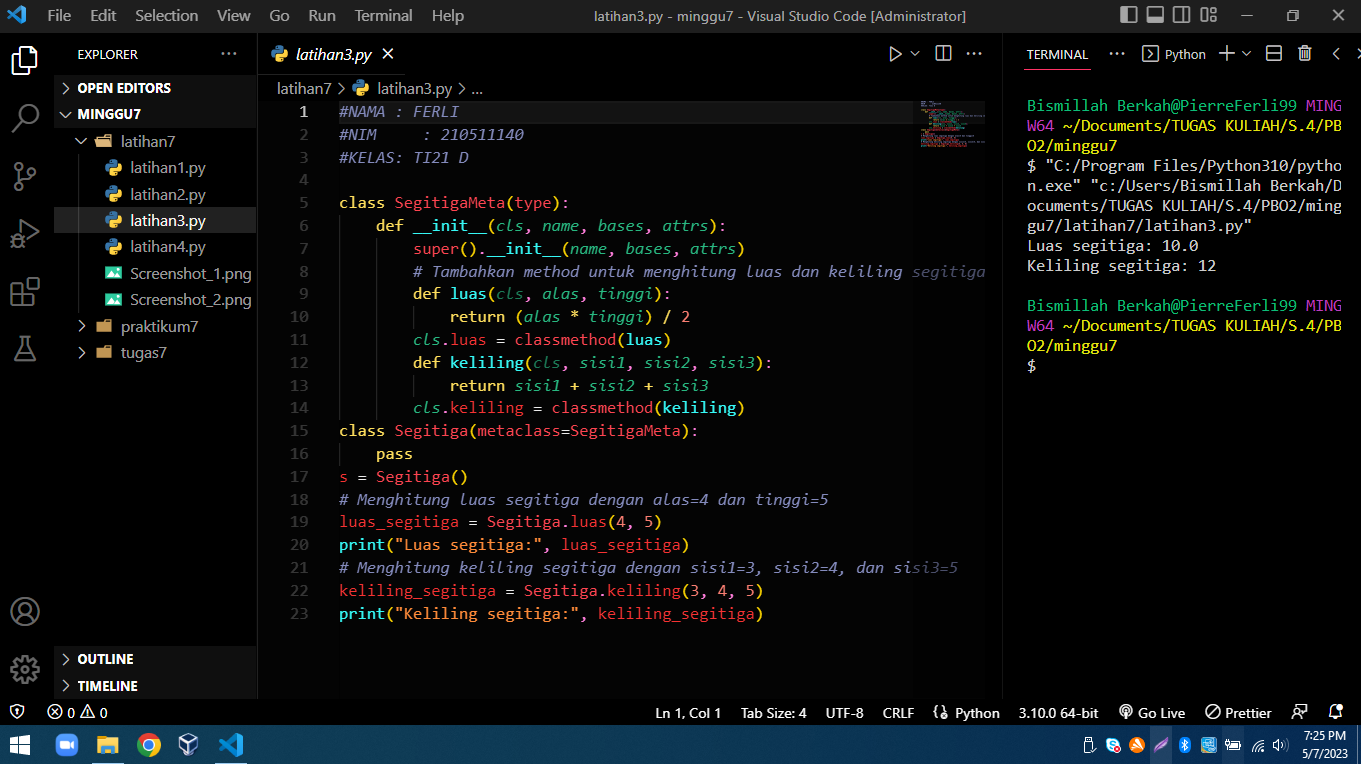 File Edit Selection View Go Run Terminal Help latihan3.py - minggu7 - Visual Studio Code [Administrator]
EXPLORER
OPEN EDITORS
MINGGU7
latihan7
latihan1.py
latihan2.py
latihan3.py
latihan4.py
Screenshot_1.png
Screenshot_2.png
praktikum7
tugas7
OUTLINE
TIMELINE
latihan3.py
latihan7 > latihan3.py > ...
1 #NAMA : FERLI
2 #NIM     : 210511140
3 #KELAS: TI21 D
4
5 class SegitigaMeta(type):
6     def __init__(cls, name, bases, attrs):
7         super().__init__(name, bases, attrs)
8         # Tambahkan method untuk menghitung luas dan keliling segitiga
9         def luas(cls, alas, tinggi):
10             return (alas * tinggi) / 2
11         cls.luas = classmethod(luas)
12         def keliling(cls, sisi1, sisi2, sisi3):
13             return sisi1 + sisi2 + sisi3
14         cls.keliling = classmethod(keliling)
15 class Segitiga(metaclass=SegitigaMeta):
16     pass
17 s = Segitiga()
18 # Menghitung luas segitiga dengan alas=4 dan tinggi=5
19 luas_segitiga = Segitiga.luas(4, 5)
20 print("Luas segitiga:", luas_segitiga)
21 # Menghitung keliling segitiga dengan sisi1=3, sisi2=4, dan sisi3=5
22 keliling_segitiga = Segitiga.keliling(3, 4, 5)
23 print("Keliling segitiga:", keliling_segitiga)
TERMINAL ... Python
Bismillah Berkah@PierreFerli99 MING
W64 ~/Documents/TUGAS KULIAH/S.4/PB
O2/minggu7
$ "C:/Program Files/Python310/pytho
n.exe" "c:/Users/Bismillah Berkah/D
ocuments/TUGAS KULIAH/S.4/PBO2/ming
gu7/latihan7/latihan3.py"
Luas segitiga: 10.0
Keliling segitiga: 12
Bismillah Berkah@PierreFerli99 MING
W64 ~/Documents/TUGAS KULIAH/S.4/PB
O2/minggu7
$
0 0 Ln 1, Col 1 Tab Size: 4 UTF-8 CRLF Python 3.10.0 64-bit Go Live Prettier
7:25 PM
5/7/2023